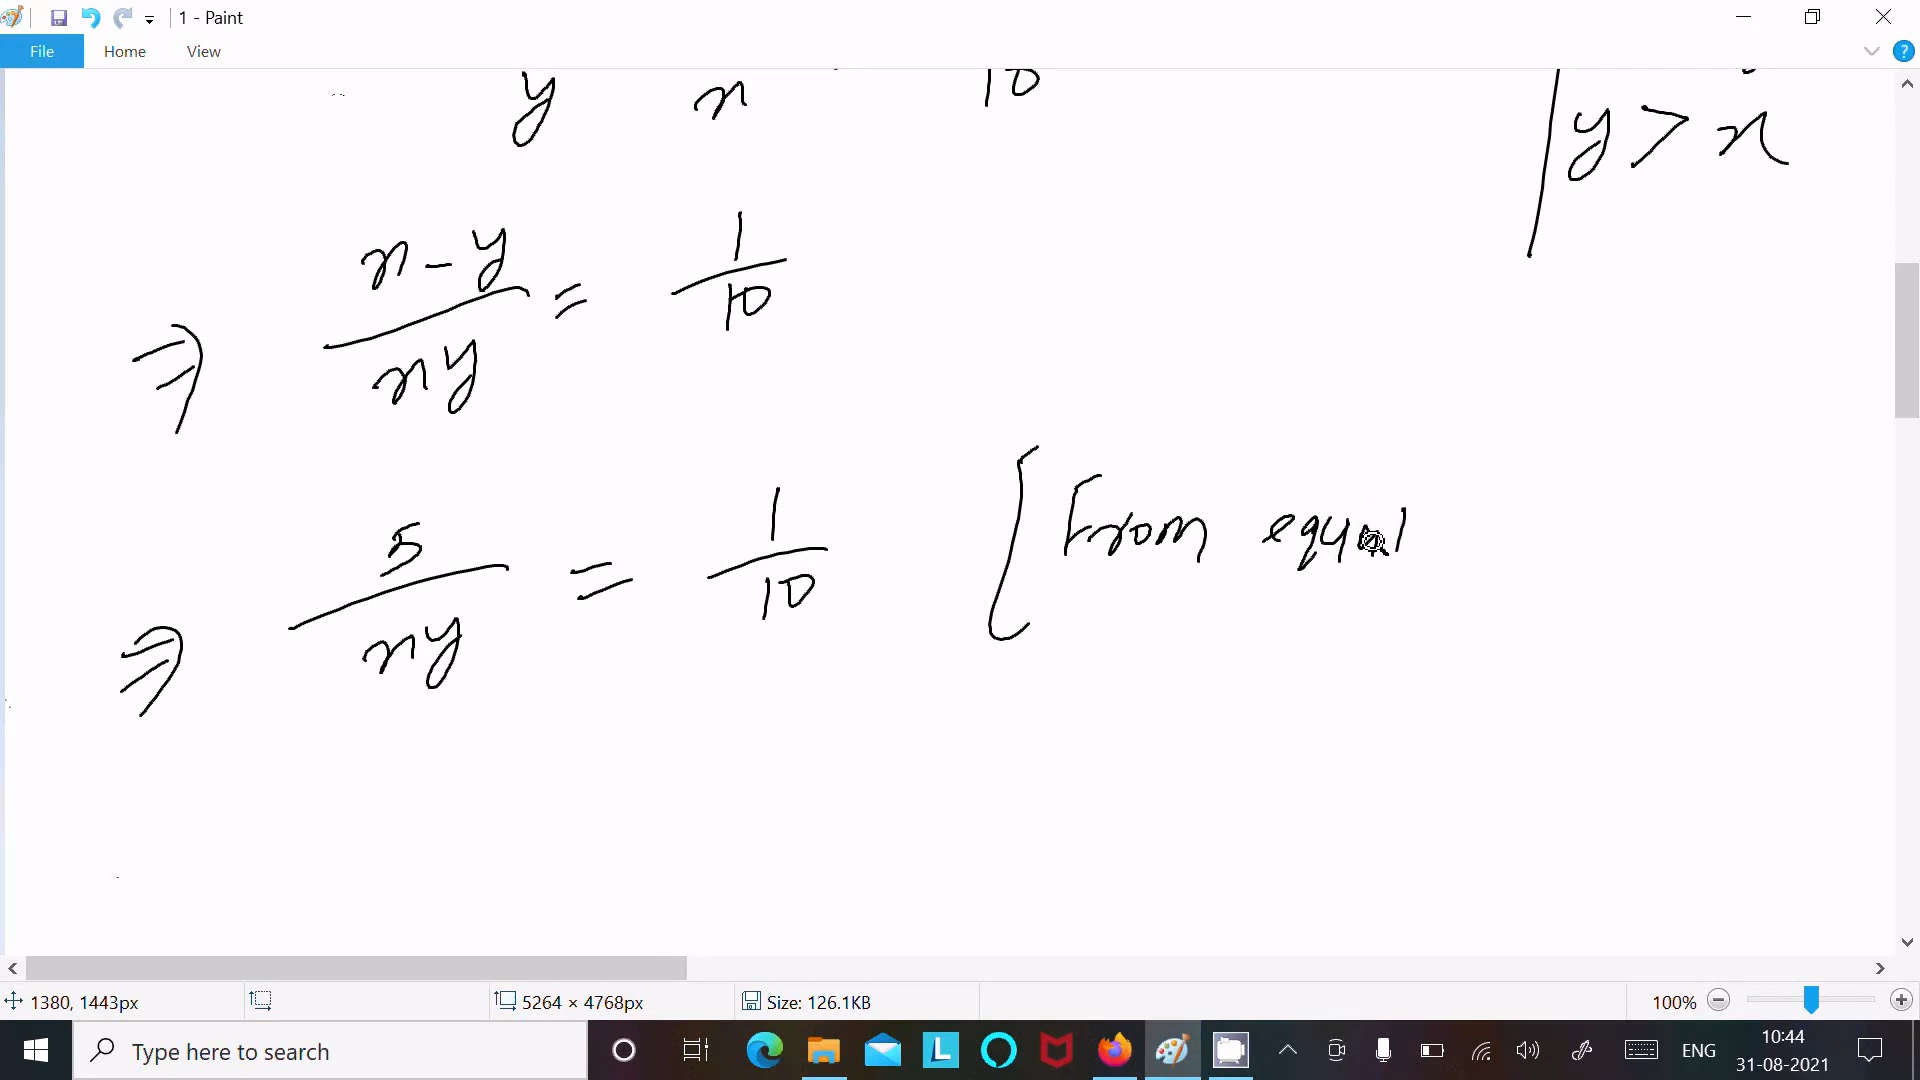 1 - Paint
File Home View
y x 10
y > x
⇒ x - y / xy = 1 / 10
⇒ 5 / xy = 1 / 10 [From equal
1380, 1443px 5264 × 4768px Size: 126.1KB 100%
Type here to search L ENG 10:44
31-08-2021